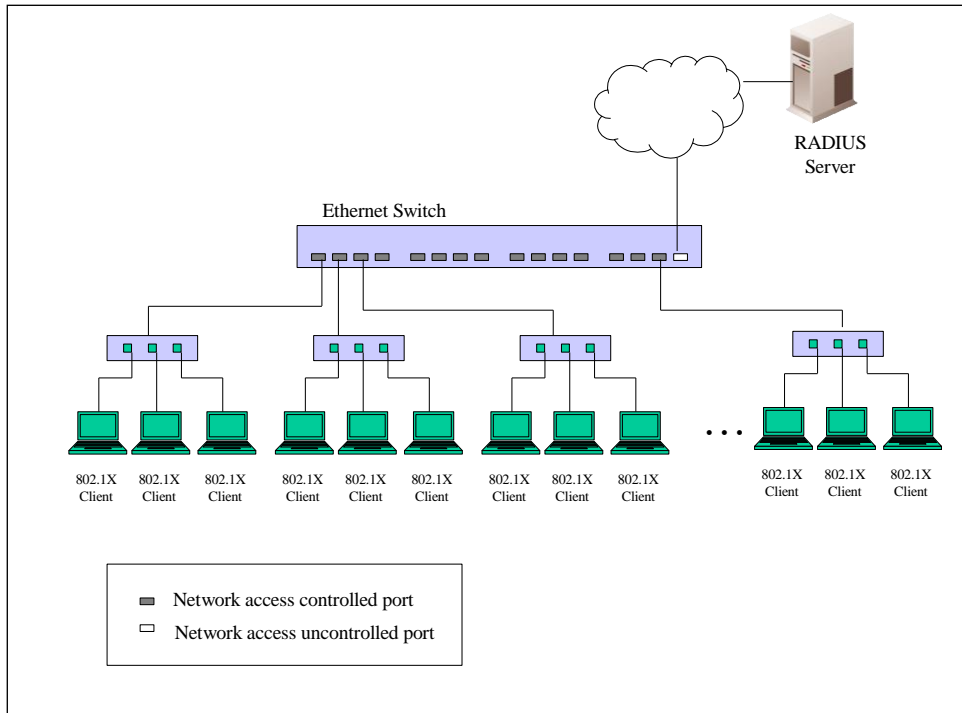 RADIUS
Server
Ethernet Switch
802.1X
Client
802.1X
Client
802.1X
Client
802.1X
Client
802.1X
Client
802.1X
Client
802.1X
Client
802.1X
Client
802.1X
Client
...
802.1X
Client
802.1X
Client
802.1X
Client
Network access controlled port
Network access uncontrolled port